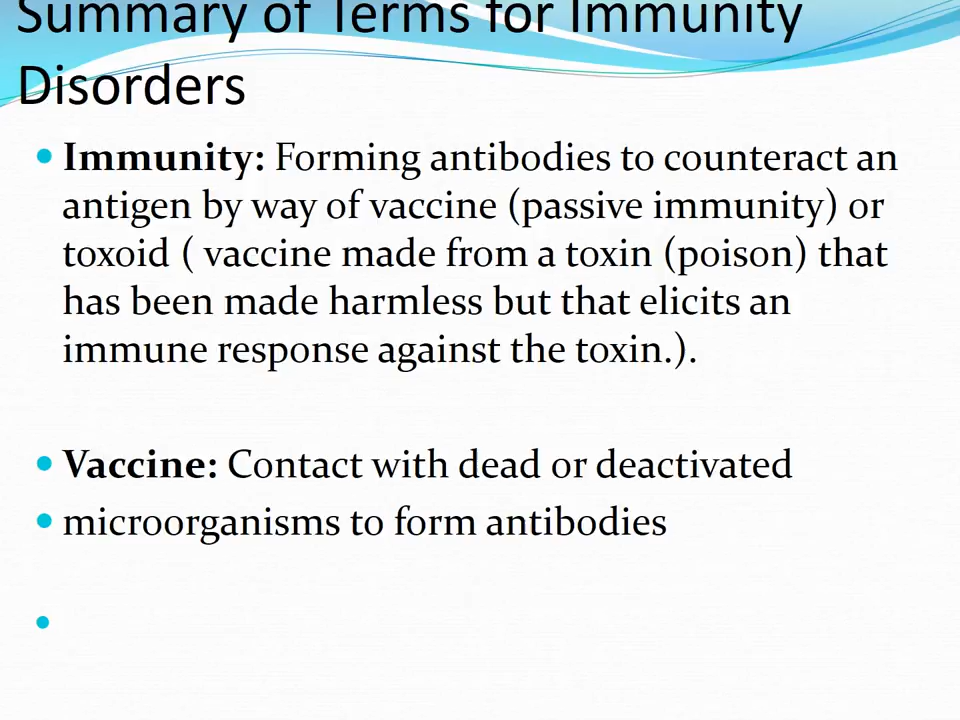 Summary of Terms for Immunity
Disorders
• Immunity: Forming antibodies to counteract an
antigen by way of vaccine (passive immunity) or
toxoid ( vaccine made from a toxin (poison) that
has been made harmless but that elicits an
immune response against the toxin.).
• Vaccine: Contact with dead or deactivated
• microorganisms to form antibodies
•